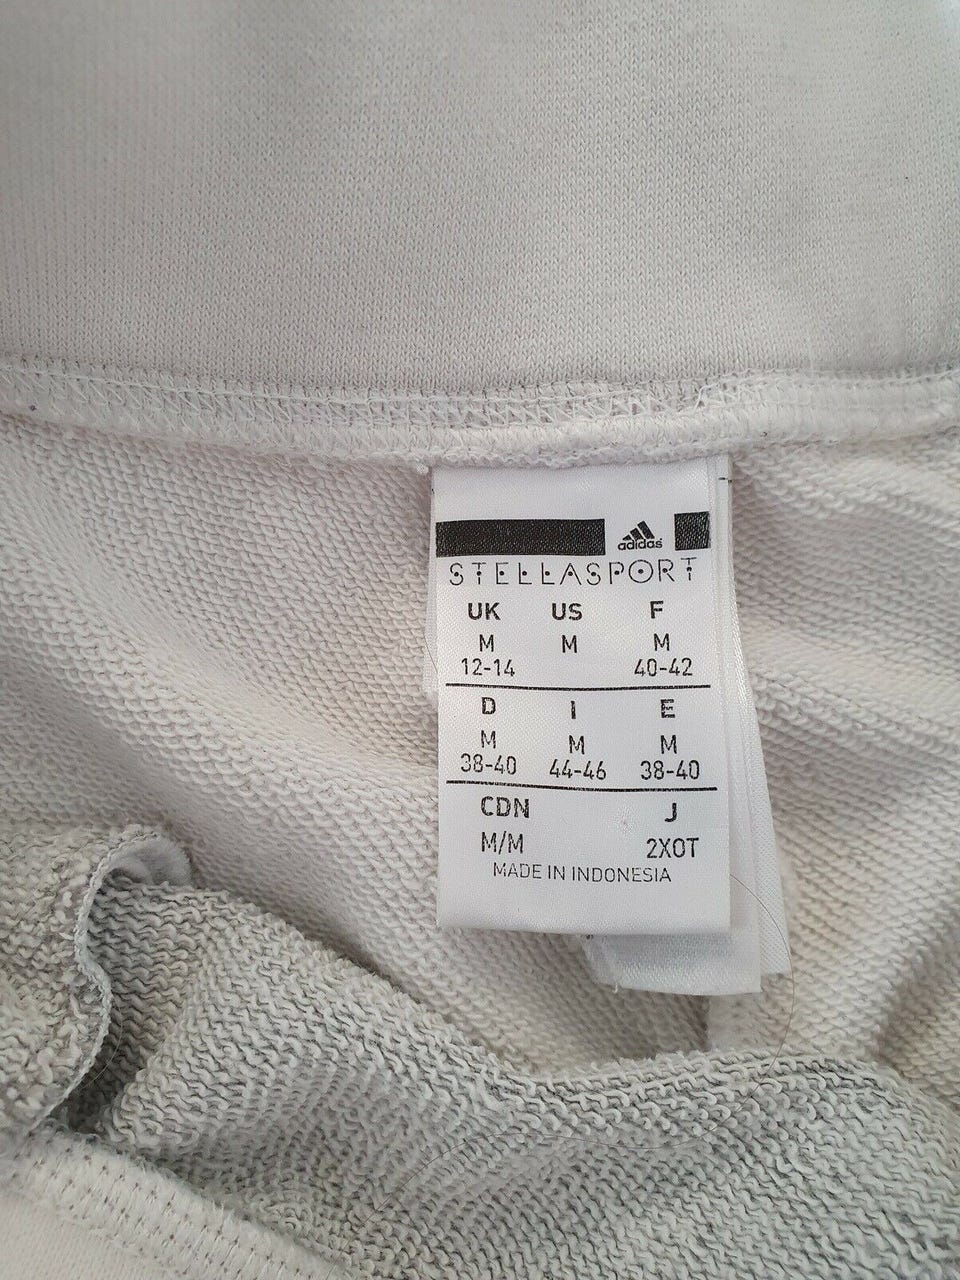 adidas
STELLASPORT
UK US F
M M M
12-14 40-42
D I E
M M M
38-40 44-46 38-40
CDN J
M/M 2XOT
MADE IN INDONESIA